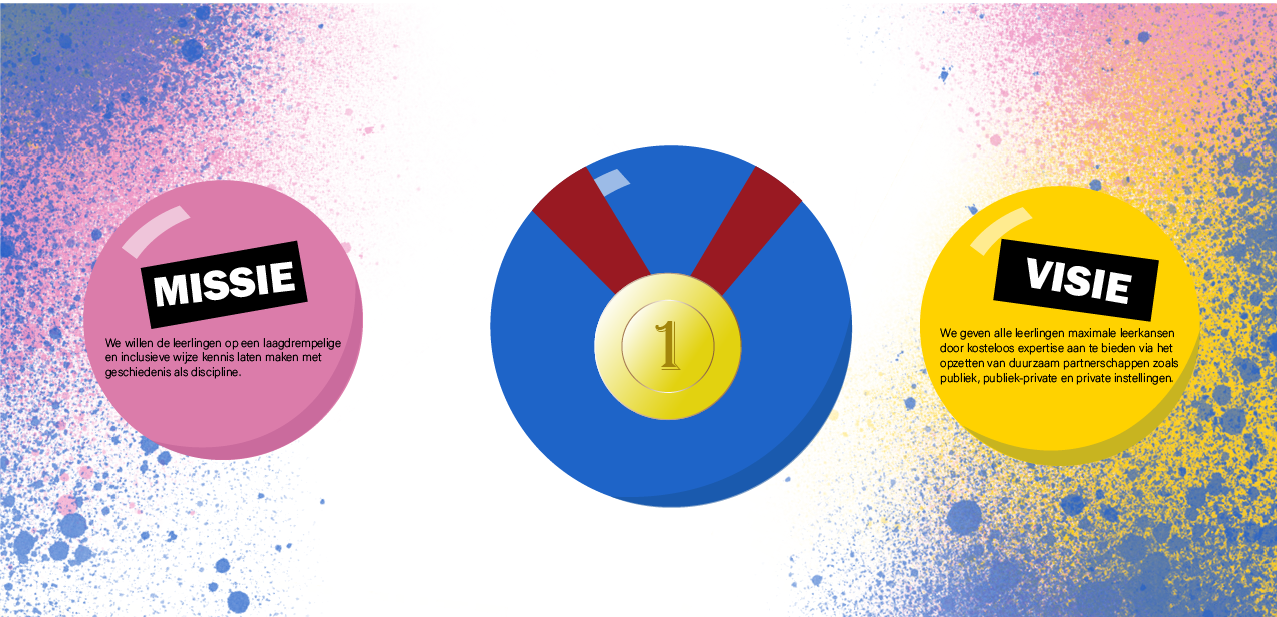 MISSIE
We willen de leerlingen op een laagdrempelige
en inclusieve wijze kennis laten maken met
geschiedenis als discipline.
1
VISIE
We geven alle leerlingen maximale leerkansen
door kosteloos expertise aan te bieden via het
opzetten van duurzaam partnerschappen zoals
publiek, publiek-private en private instellingen.